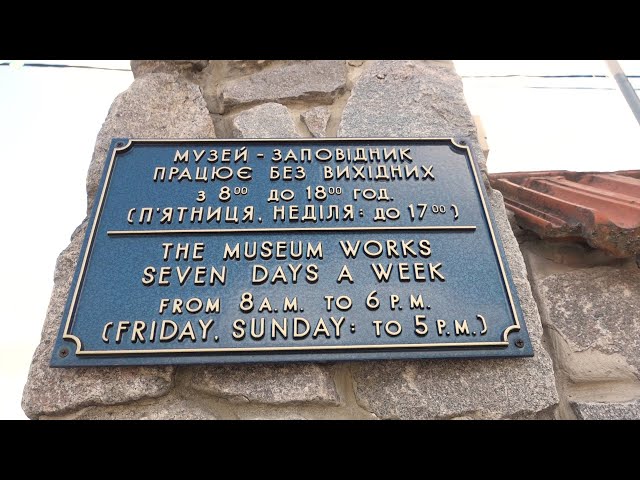 МУЗЕЙ - ЗАПОВІДНИК
ПРАЦЮЄ БЕЗ ВИХІДНИХ
З 8⁰⁰ ДО 18⁰⁰ ГОД.
(П'ЯТНИЦЯ, НЕДІЛЯ: ДО 17⁰⁰)
THE MUSEUM WORKS
SEVEN DAYS A WEEK
FROM 8 A.M. TO 6 P.M.
(FRIDAY, SUNDAY: TO 5 P.M.)